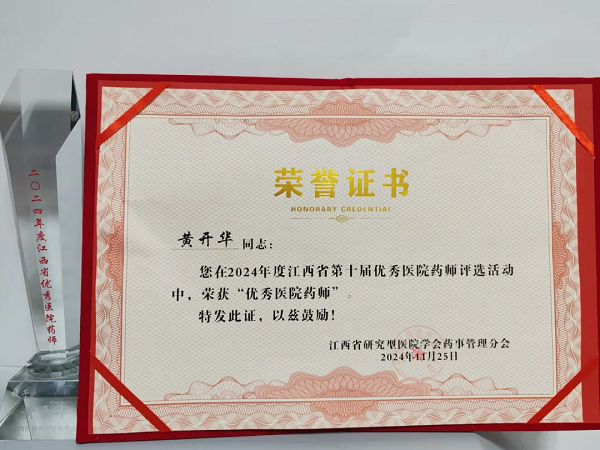 二〇二四年度江西省优秀医院药师
荣誉证书
HONORARY CREDENTIAL
黄开华 同志：
您在2024年度江西省第十届优秀医院药师评选活动
中，荣获“优秀医院药师”。
特发此证，以兹鼓励！
江西省研究型医院学会药事管理分会
2024年11月25日